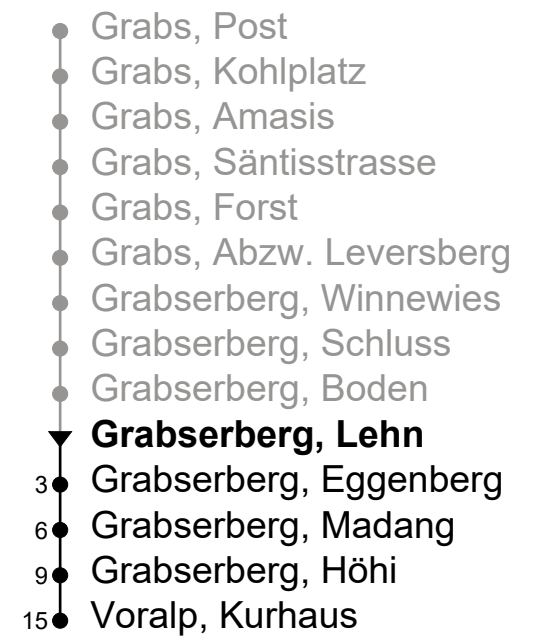 Grabs, Post
Grabs, Kohlplatz
Grabs, Amasis
Grabs, Säntisstrasse
Grabs, Forst
Grabs, Abzw. Leversberg
Grabserberg, Winnewies
Grabserberg, Schluss
Grabserberg, Boden
Grabserberg, Lehn
3 Grabserberg, Eggenberg
6 Grabserberg, Madang
9 Grabserberg, Höhi
15 Voralp, Kurhaus